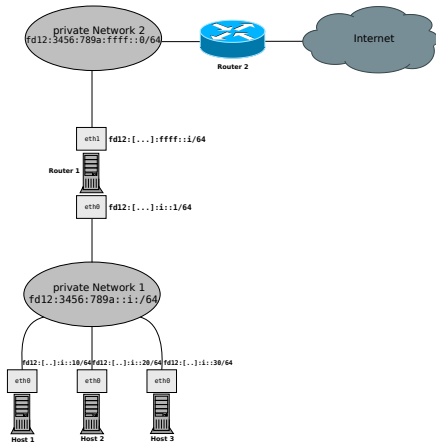 private Network 2
fd12:3456:789a:ffff::0/64
Router 2
Internet
eth1
fd12:[...]:ffff::i/64
Router 1
eth0
fd12:[...]:i::1/64
private Network 1
fd12:3456:789a::i:/64
fd12:[..]:i::10/64
fd12:[..]:i::20/64
fd12:[..]:i::30/64
eth0
eth0
eth0
Host 1
Host 2
Host 3